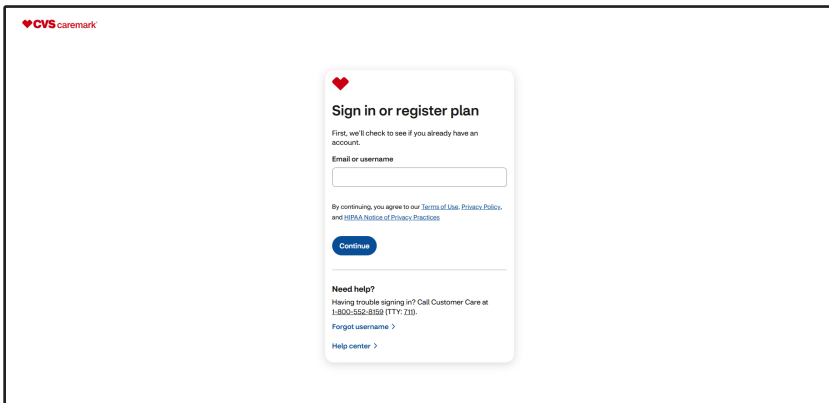 CVS caremark®
Sign in or register plan
First, we'll check to see if you already have an
account.
Email or username
By continuing, you agree to our Terms of Use, Privacy Policy,
and HIPAA Notice of Privacy Practices
Continue
Need help?
Having trouble signing in? Call Customer Care at
1-800-552-8159 (TTY: 711).
Forgot username >
Help center >